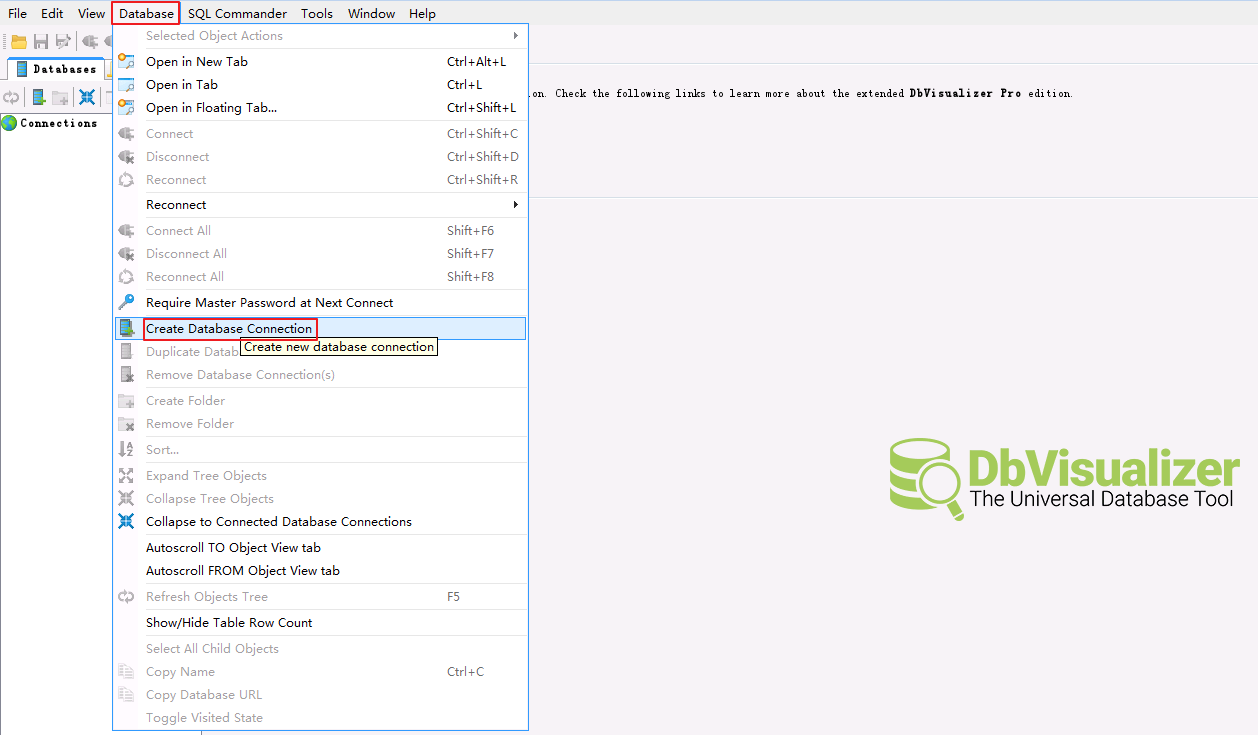 File Edit View Database SQL Commander Tools Window Help
Selected Object Actions
Open in New Tab Ctrl+Alt+L
Databases
Open in Tab Ctrl+L
on. Check the following links to learn more about the extended DbVisualizer Pro edition.
Open in Floating Tab... Ctrl+Shift+L
Connections
Connect Ctrl+Shift+C
Disconnect Ctrl+Shift+D
Reconnect Ctrl+Shift+R
Reconnect
Connect All Shift+F6
Disconnect All Shift+F7
Reconnect All Shift+F8
Require Master Password at Next Connect
Create Database Connection
Create new database connection
Duplicate Datab
Remove Database Connection(s)
Create Folder
Remove Folder
Sort...
Expand Tree Objects
Collapse Tree Objects
Collapse to Connected Database Connections
Autoscroll TO Object View tab
Autoscroll FROM Object View tab
Refresh Objects Tree F5
Show/Hide Table Row Count
Select All Child Objects
Copy Name Ctrl+C
Copy Database URL
Toggle Visited State
DbVisualizer
The Universal Database Tool